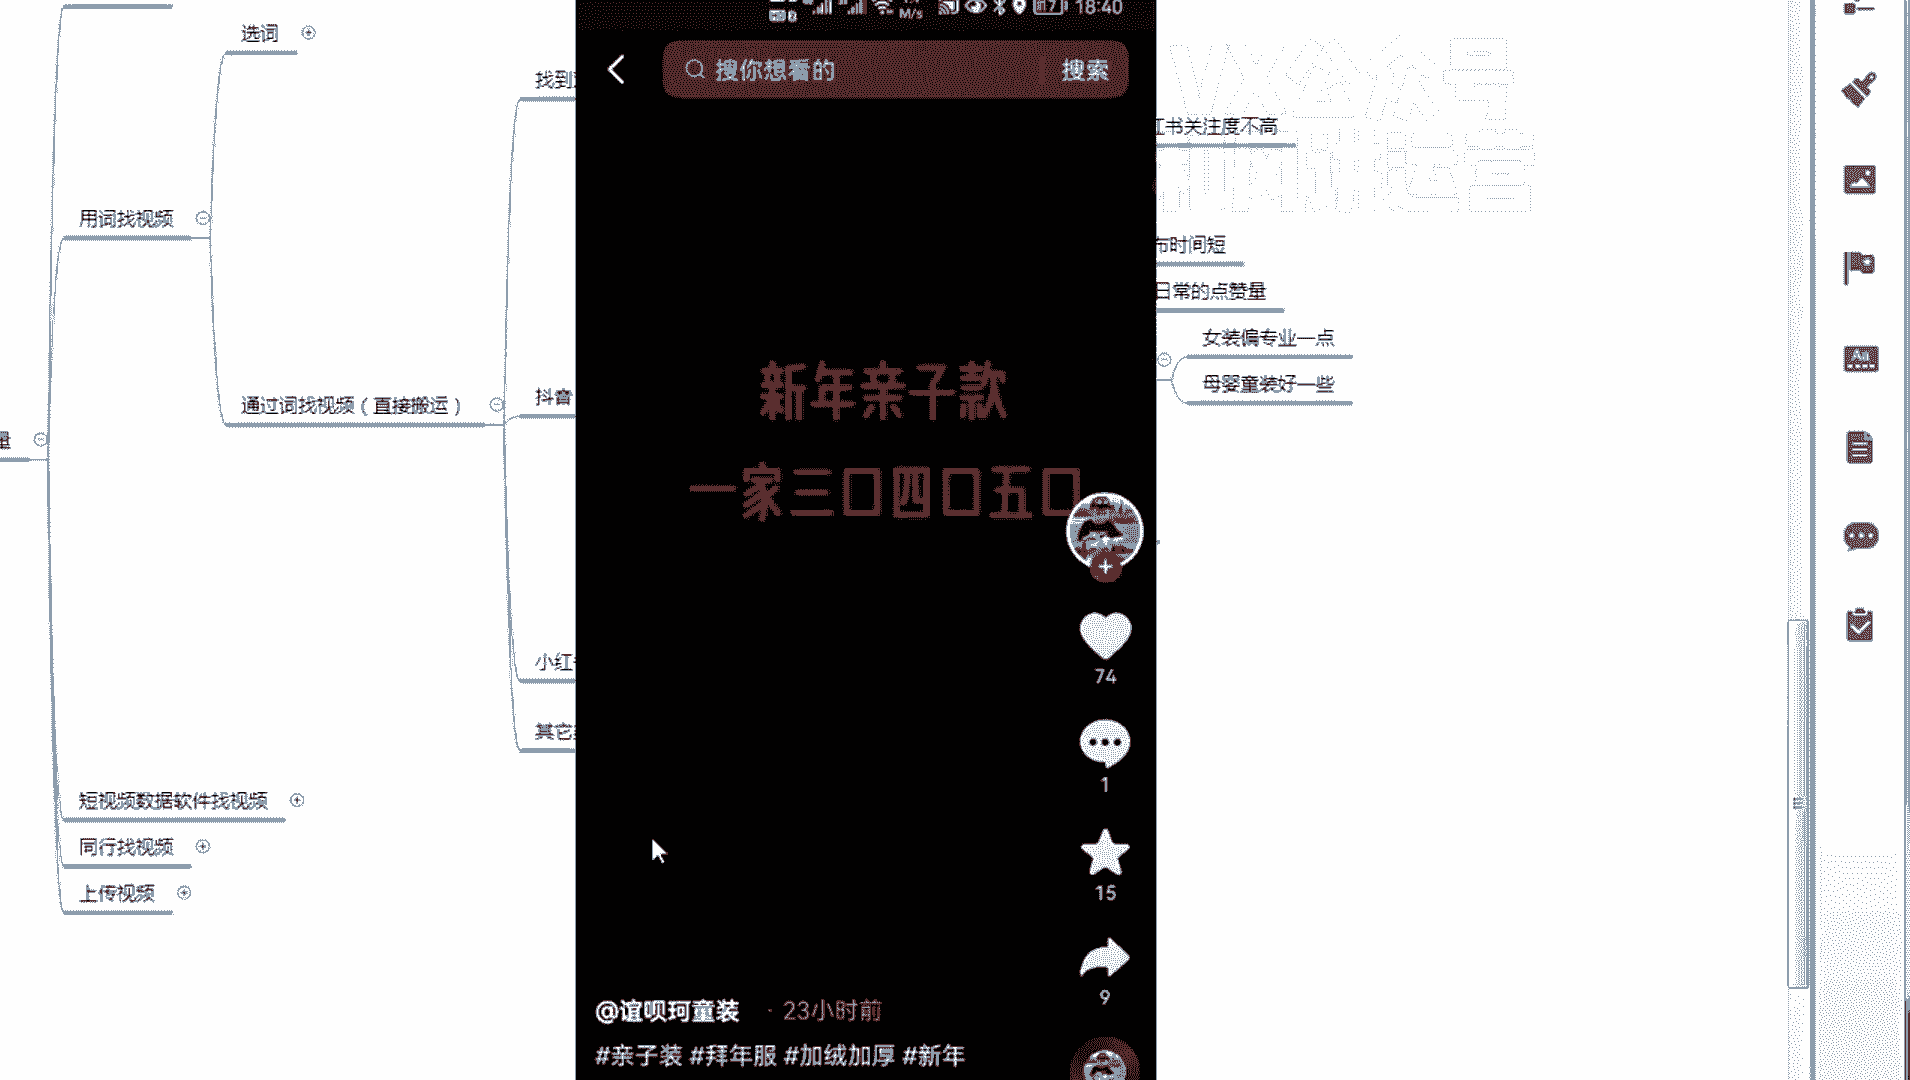 选词
用词找视频
通过词找视频（直接搬运）
量
短视频数据软件找视频
同行找视频
上传视频
找到
抖音
小红
其它
M/s
18:40
搜你想看的
搜索
新年亲子款
一家三口四口五口
74
1
15
9
@谊呗珂童装 · 23小时前
#亲子装 #拜年服 #加绒加厚 #新年
VX公众号
红书关注度不高
布时间短
日常的点赞量
女装偏专业一点
母婴童装好一些